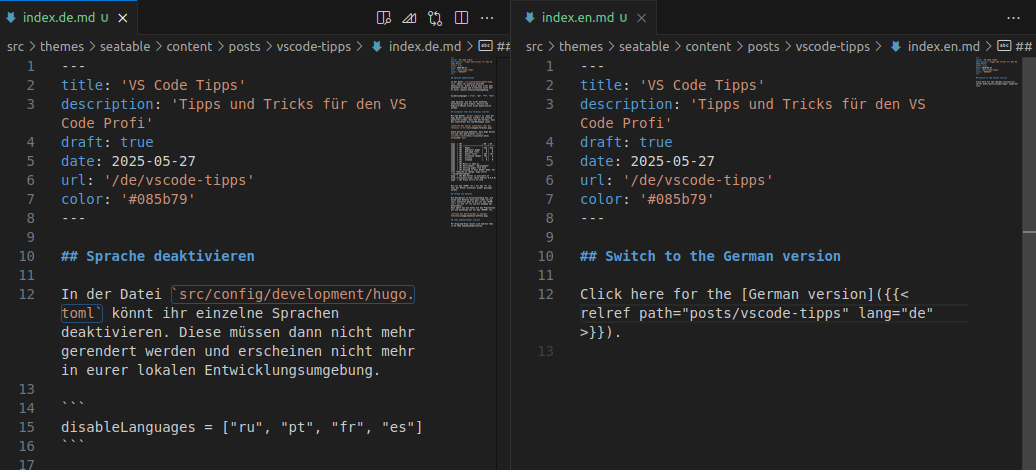 index.de.md U ×
src > themes > seatable > content > posts > vscode-tipps > index.de.md > abc ##
1 ---
2 title: 'VS Code Tipps'
3 description: 'Tipps und Tricks für den VS
Code Profi'
4 draft: true
5 date: 2025-05-27
6 url: '/de/vscode-tipps'
7 color: '#085b79'
8 ---
9
10 ## Sprache deaktivieren
11
12 In der Datei `src/config/development/hugo.
toml` könnt ihr einzelne Sprachen
deaktivieren. Diese müssen dann nicht mehr
gerendert werden und erscheinen nicht mehr
in eurer lokalen Entwicklungsumgebung.
13
14 ```
15 disableLanguages = ["ru", "pt", "fr", "es"]
16 ```
17
index.en.md U ×
src > themes > seatable > content > posts > vscode-tipps > index.en.md > abc ##
1 ---
2 title: 'VS Code Tipps'
3 description: 'Tipps und Tricks für den VS
Code Profi'
4 draft: true
5 date: 2025-05-27
6 url: '/de/vscode-tipps'
7 color: '#085b79'
8 ---
9
10 ## Switch to the German version
11
12 Click here for the [German version]({{<
relref path="posts/vscode-tipps" lang="de"
>}}).
13